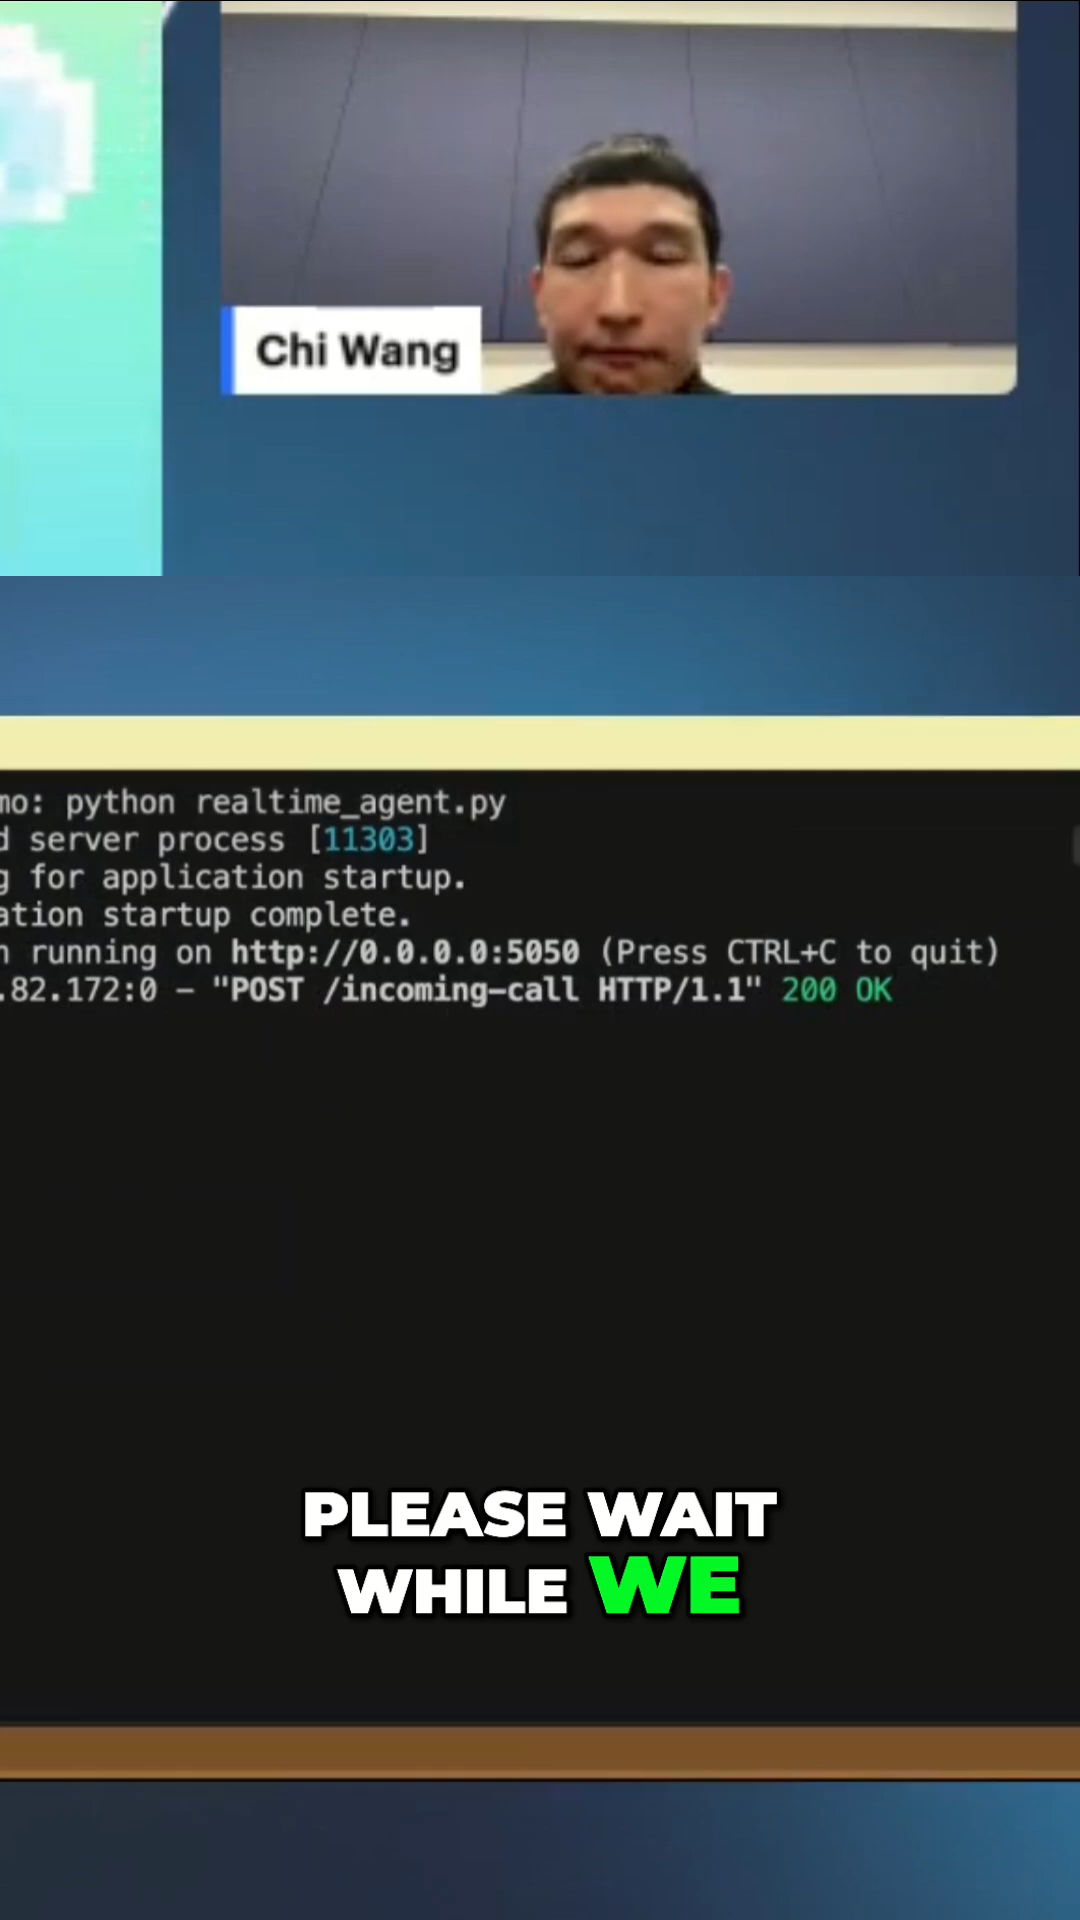 Chi Wang
mo: python realtime_agent.py
d server process [11303]
g for application startup.
ation startup complete.
n running on http://0.0.0.0:5050 (Press CTRL+C to quit)
.82.172:0 – "POST /incoming-call HTTP/1.1" 200 OK
PLEASE WAIT
WHILE WE